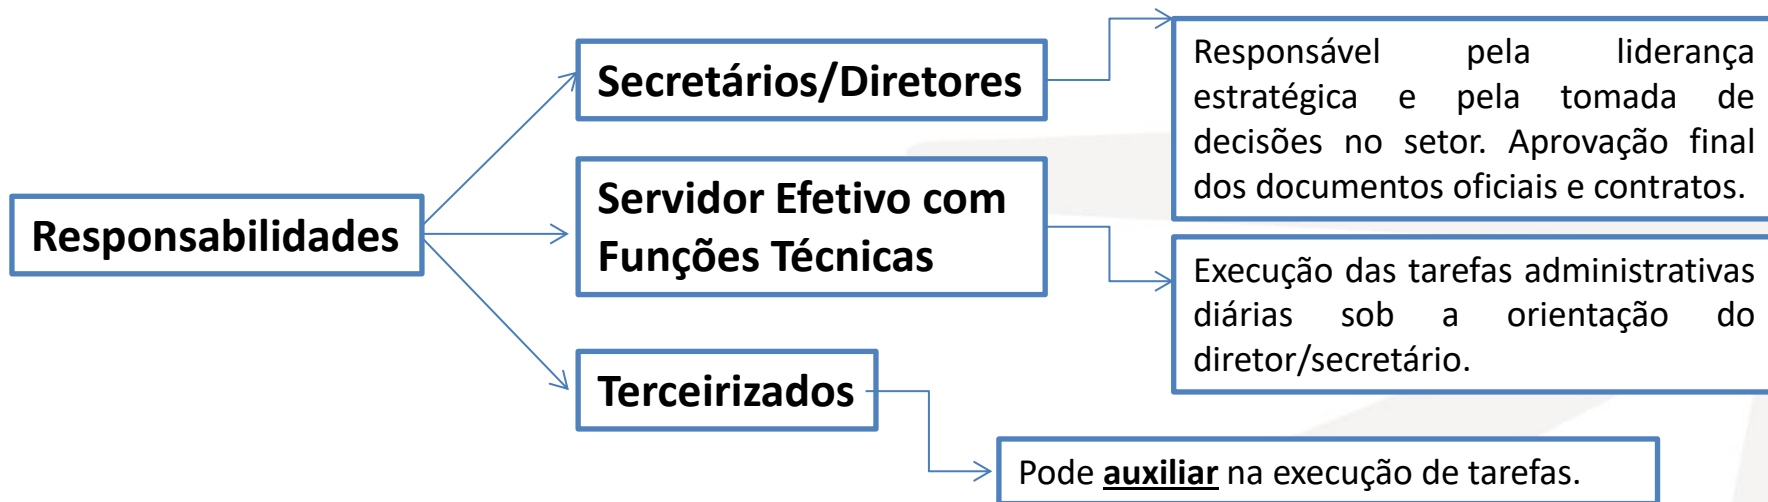 Responsabilidades
Secretários/Diretores
Responsável pela liderança
estratégica e pela tomada de
decisões no setor. Aprovação final
dos documentos oficiais e contratos.
Servidor Efetivo com
Funções Técnicas
Execução das tarefas administrativas
diárias sob a orientação do
diretor/secretário.
Terceirizados
Pode auxiliar na execução de tarefas.